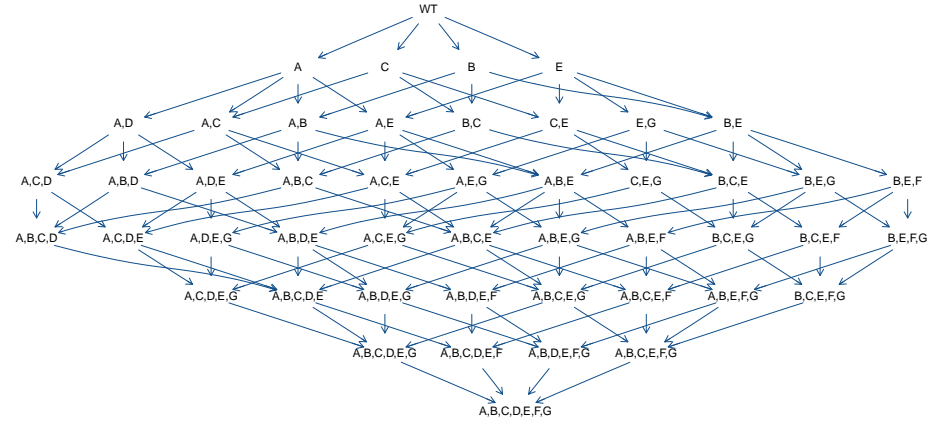 WT
A C B E
A,D A,C A,B A,E B,C C,E E,G B,E
A,C,D A,B,D A,D,E A,B,C A,C,E A,E,G A,B,E C,E,G B,C,E B,E,G B,E,F
A,B,C,D A,C,D,E A,D,E,G A,B,D,E A,C,E,G A,B,C,E A,B,E,G A,B,E,F B,C,E,G B,C,E,F B,E,F,G
A,C,D,E,G A,B,C,D,E A,B,D,E,G A,B,D,E,F A,B,C,E,G A,B,C,E,F A,B,E,F,G B,C,E,F,G
A,B,C,D,E,G A,B,C,D,E,F A,B,D,E,F,G A,B,C,E,F,G
A,B,C,D,E,F,G